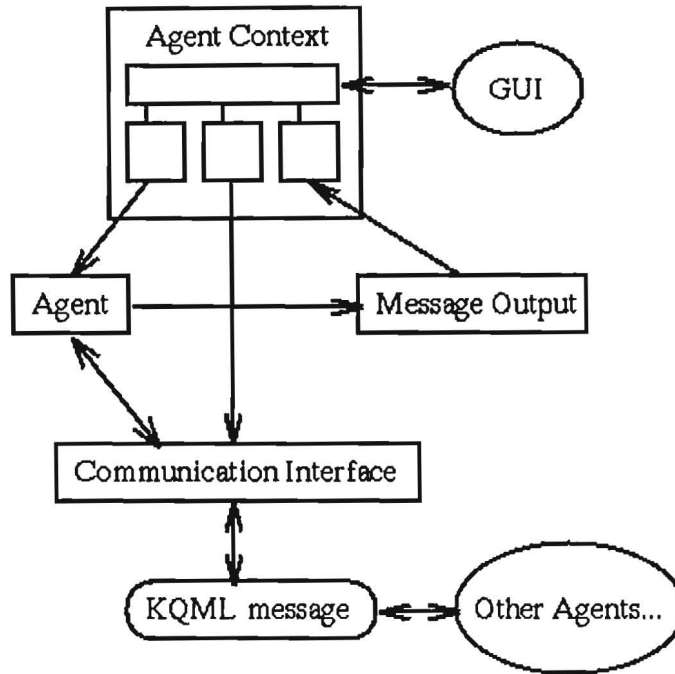 Agent Context
GUI
Agent
Message Output
Communication Interface
KQML message
Other Agents...